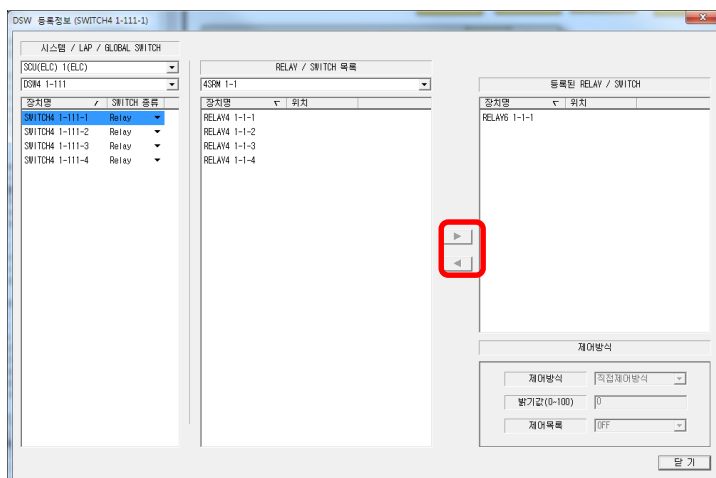 DSW 등록정보 (SWITCH4 1-111-1)
시스템 / LAP / GLOBAL SWITCH
SCU(ELC) 1(ELC)
DSW4 1-111
장치명 SWITCH 종류
SWITCH4 1-111-1 Relay
SWITCH4 1-111-2 Relay
SWITCH4 1-111-3 Relay
SWITCH4 1-111-4 Relay
RELAY / SWITCH 목록
4SRM 1-1
장치명 위치
RELAY4 1-1-1
RELAY4 1-1-2
RELAY4 1-1-3
RELAY4 1-1-4
등록된 RELAY / SWITCH
장치명 위치
RELAY6 1-1-1
제어방식
제어방식 직접제어방식
밝기값(0~100) 0
제어목록 OFF
닫 기